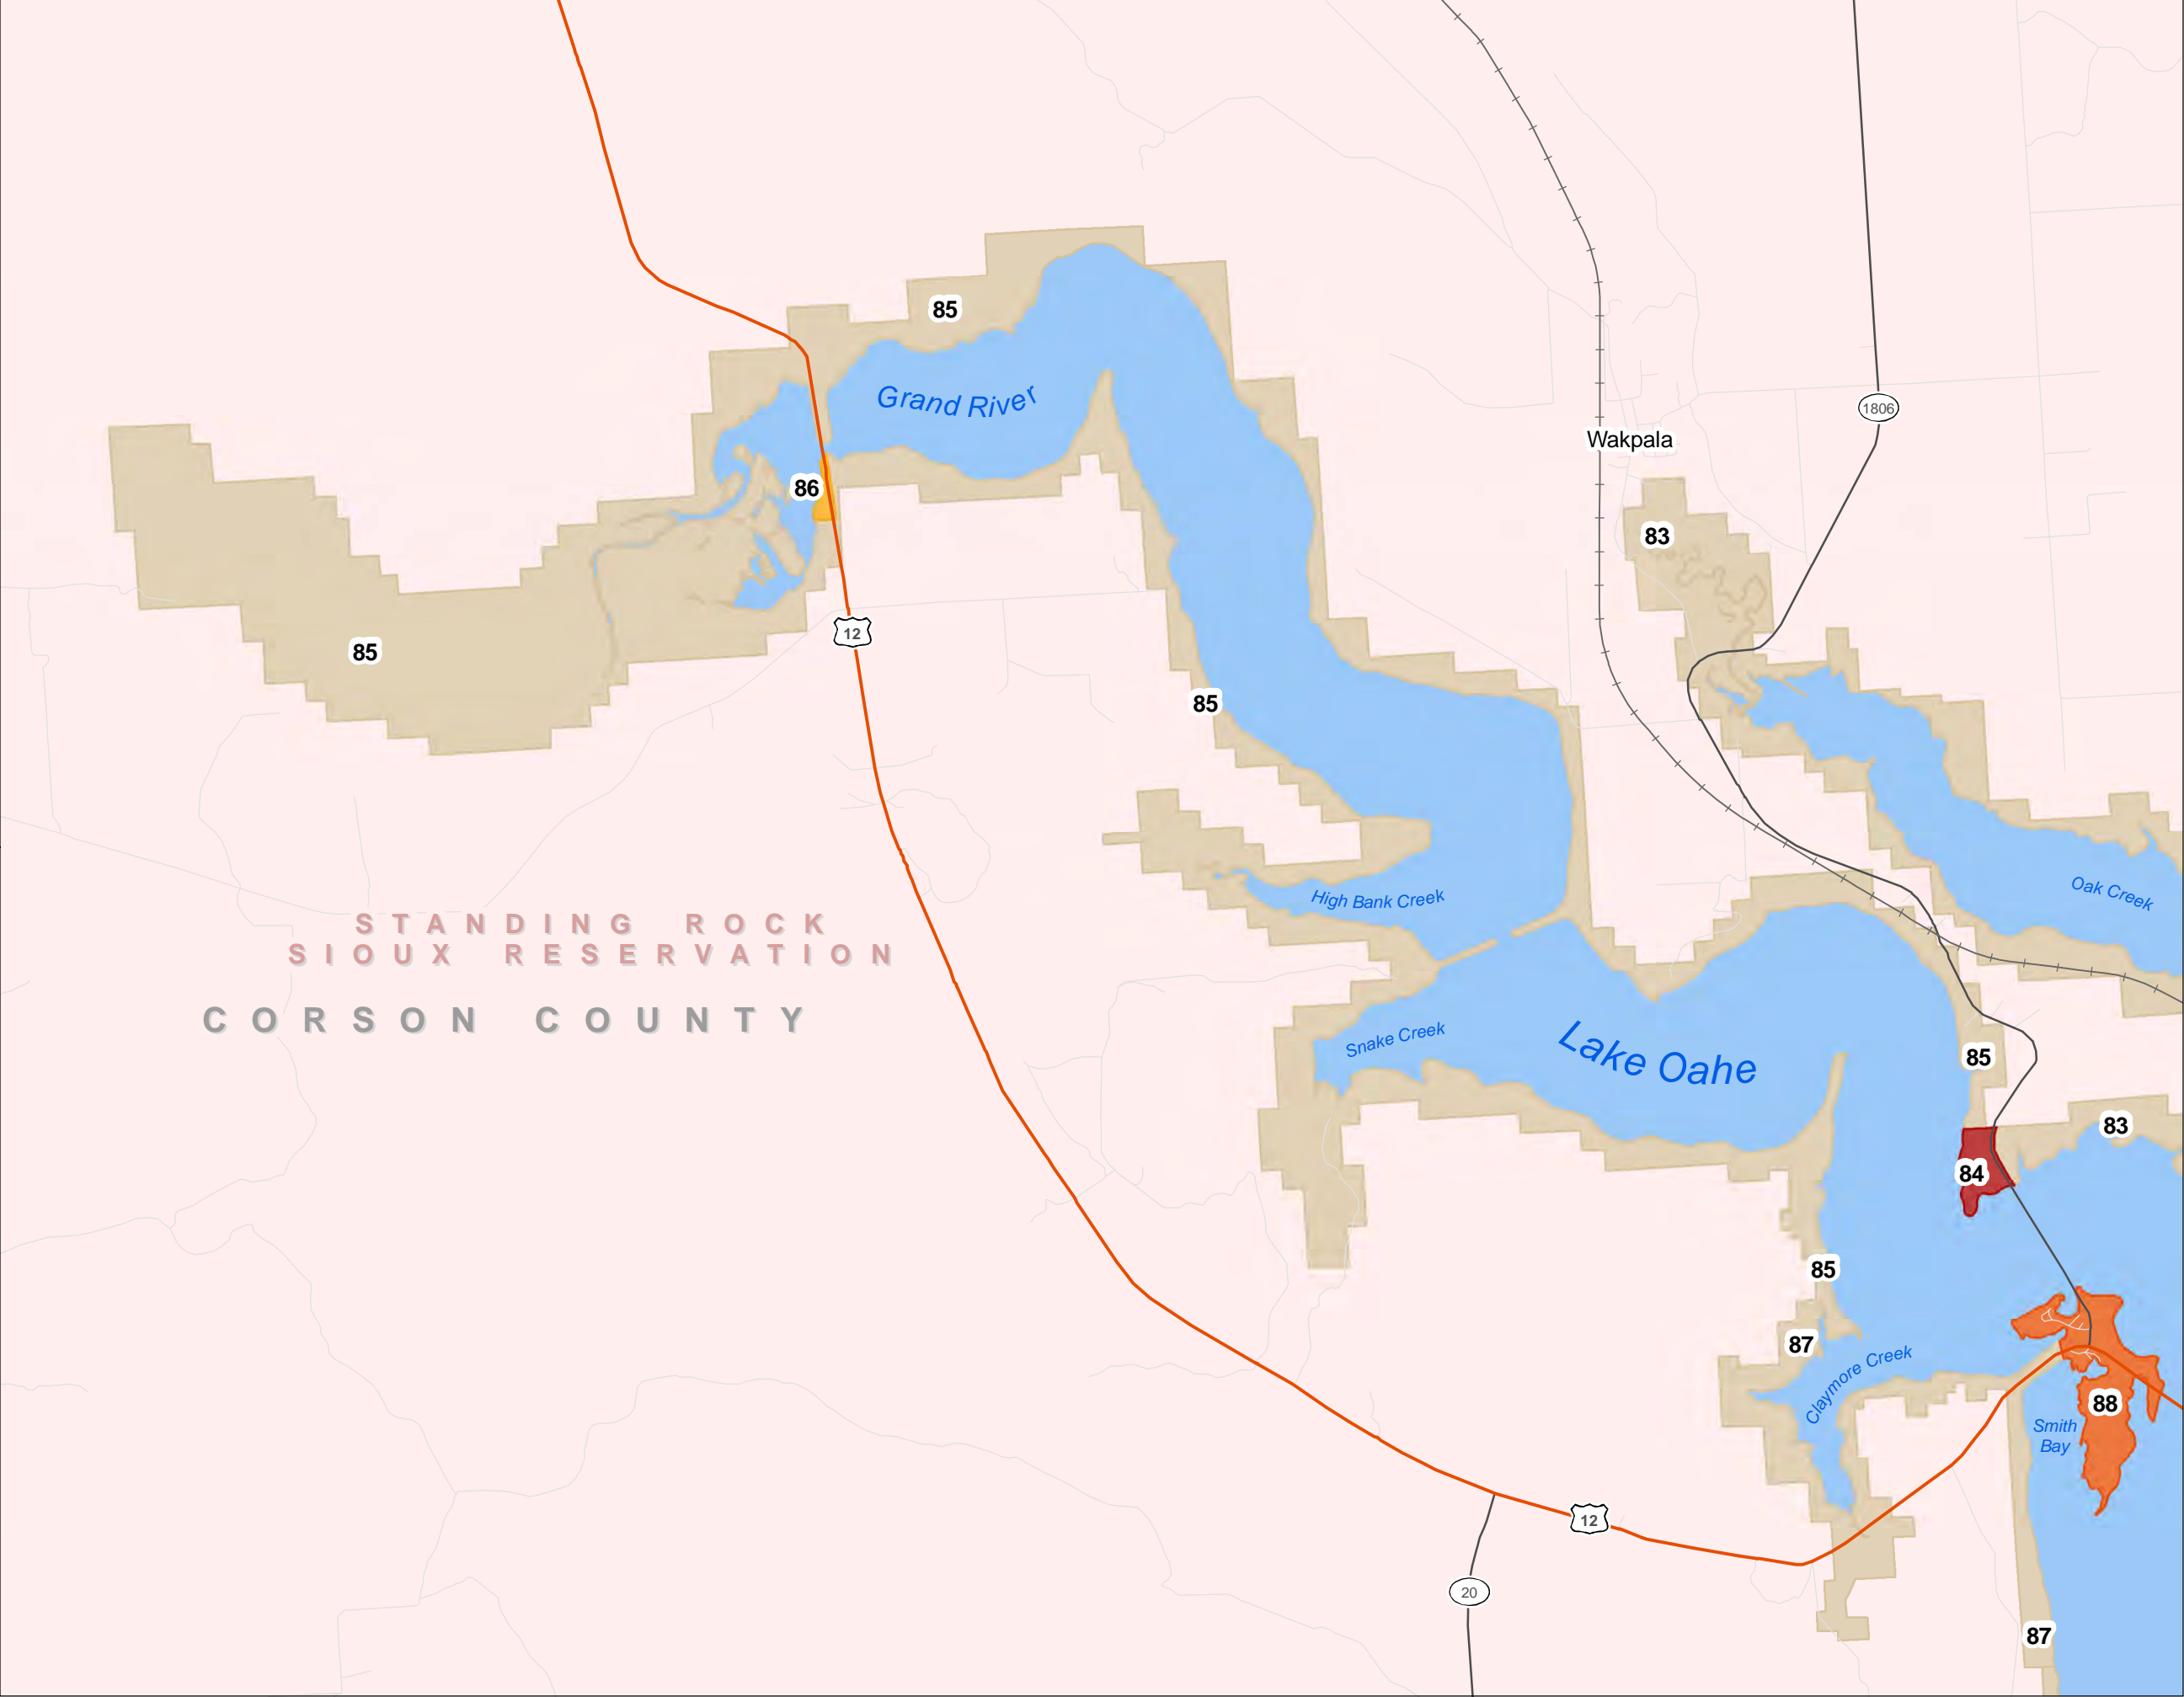 85
Grand River
1806
Wakpala
86
83
12
85
85
Oak Creek
High Bank Creek
STANDING ROCK
SIOUX RESERVATION
CORSON COUNTY
Snake Creek
Lake Oahe
85
83
84
85
87
Claymore Creek
88
Smith
Bay
12
20
87